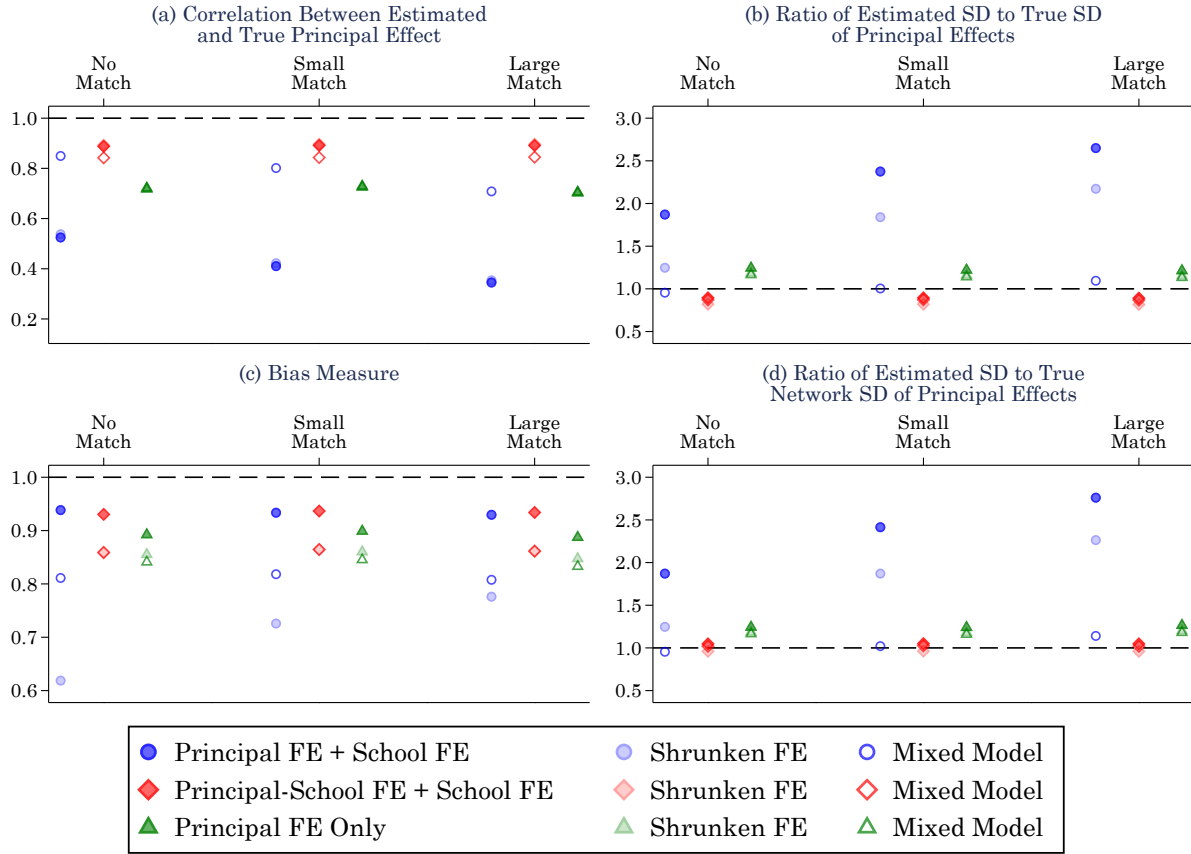 (a) Correlation Between Estimated
and True Principal Effect
No
Match
Small
Match
Large
Match
1.0
0.8
0.6
0.4
0.2
(b) Ratio of Estimated SD to True SD
of Principal Effects
No
Match
Small
Match
Large
Match
3.0
2.5
2.0
1.5
1.0
0.5
(c) Bias Measure
No
Match
Small
Match
Large
Match
1.0
0.9
0.8
0.7
0.6
(d) Ratio of Estimated SD to True
Network SD of Principal Effects
No
Match
Small
Match
Large
Match
3.0
2.5
2.0
1.5
1.0
0.5
Principal FE + School FE Shrunken FE Mixed Model
Principal-School FE + School FE Shrunken FE Mixed Model
Principal FE Only Shrunken FE Mixed Model